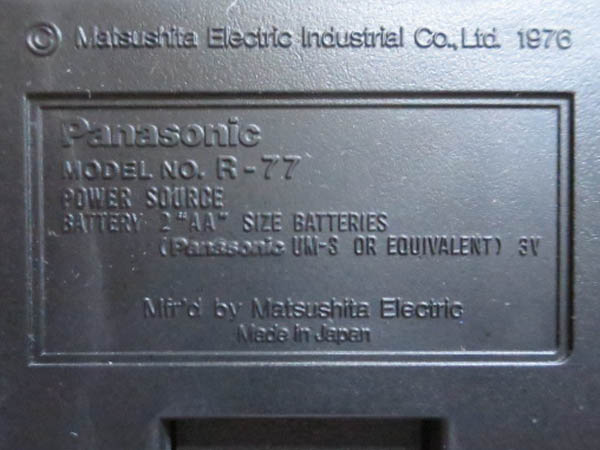 © Matsushita Electric Industrial Co., Ltd. 1976
Panasonic
MODEL NO. R-77
POWER SOURCE
BATTERY 2 "AA" SIZE BATTERIES
(Panasonic UM-3 OR EQUIVALENT) 3V
Mfr'd by Matsushita Electric
Made in Japan